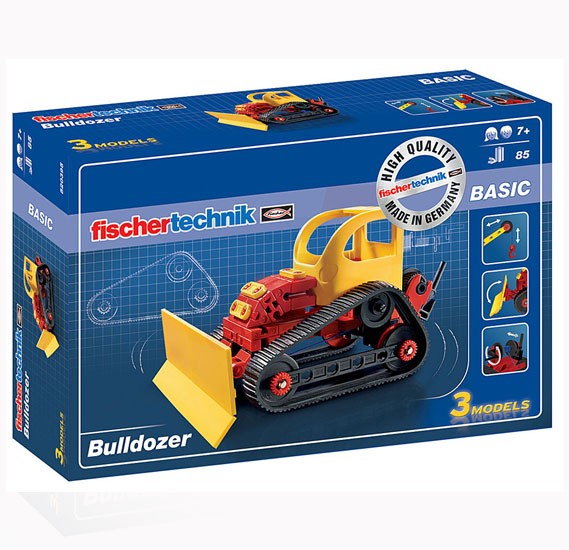 fischertechnik
Bulldozer
3 MODELS
BASIC
7+
85
7+
85
520395
BASIC
HIGH QUALITY
fischertechnik
MADE IN GERMANY
BASIC
fischertechnik
fischertechnik
Bulldozer
3 MODELS
Bulldozer
3 MODELS